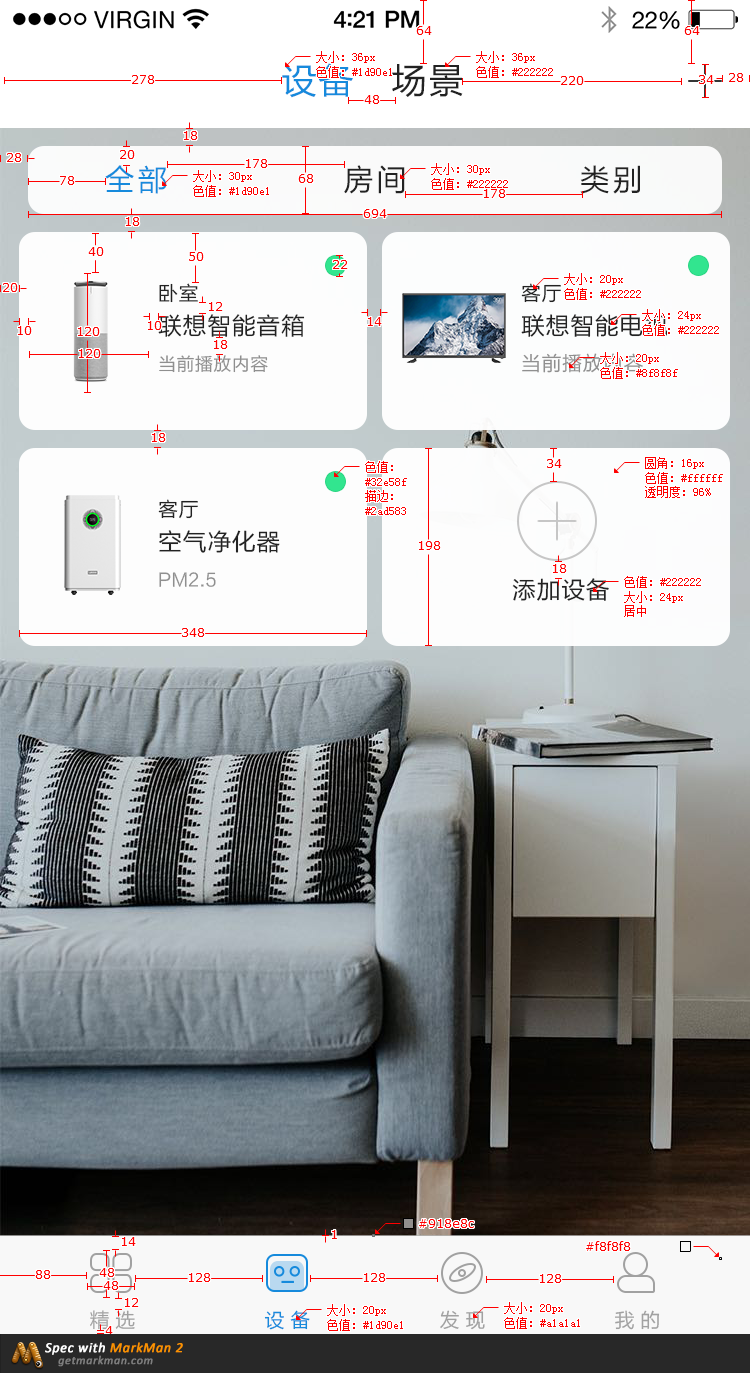 VIRGIN 4:21 PM 22%
64 64
大小: 36px 大小: 36px
设备 色值: #1d90e1 场景 色值: #222222
278 220 34 28
48
18
28 20 178 大小: 30px 68 大小: 30px
78 全部 色值: #1d90e1 房间 色值: #222222 类别
178
694
18
40 50 22
20 卧室 12
10 120 10 联想智能音箱 14
18
120 当前播放内容
客厅 大小: 20px
色值: #222222
联想智能电 大小: 24px
色值: #222222
当前播 大小: 20px
色值: #8f8f8f
18
色值:
#32e58f
描边:
#2ad583
客厅
空气净化器
PM2.5
348
34 圆角: 16px
色值: #ffffff
透明度: 96%
198
18
添加设备 色值: #222222
大小: 24px
居中
LENOVO
1 #918e8c
14 #f8f8f8
88 48 128 128 128
48
12
精选 设备 大小: 20px 发现 大小: 20px 我的
色值: #1d90e1 色值: #a1a1a1
4
Spec with MarkMan 2
getmarkman.com